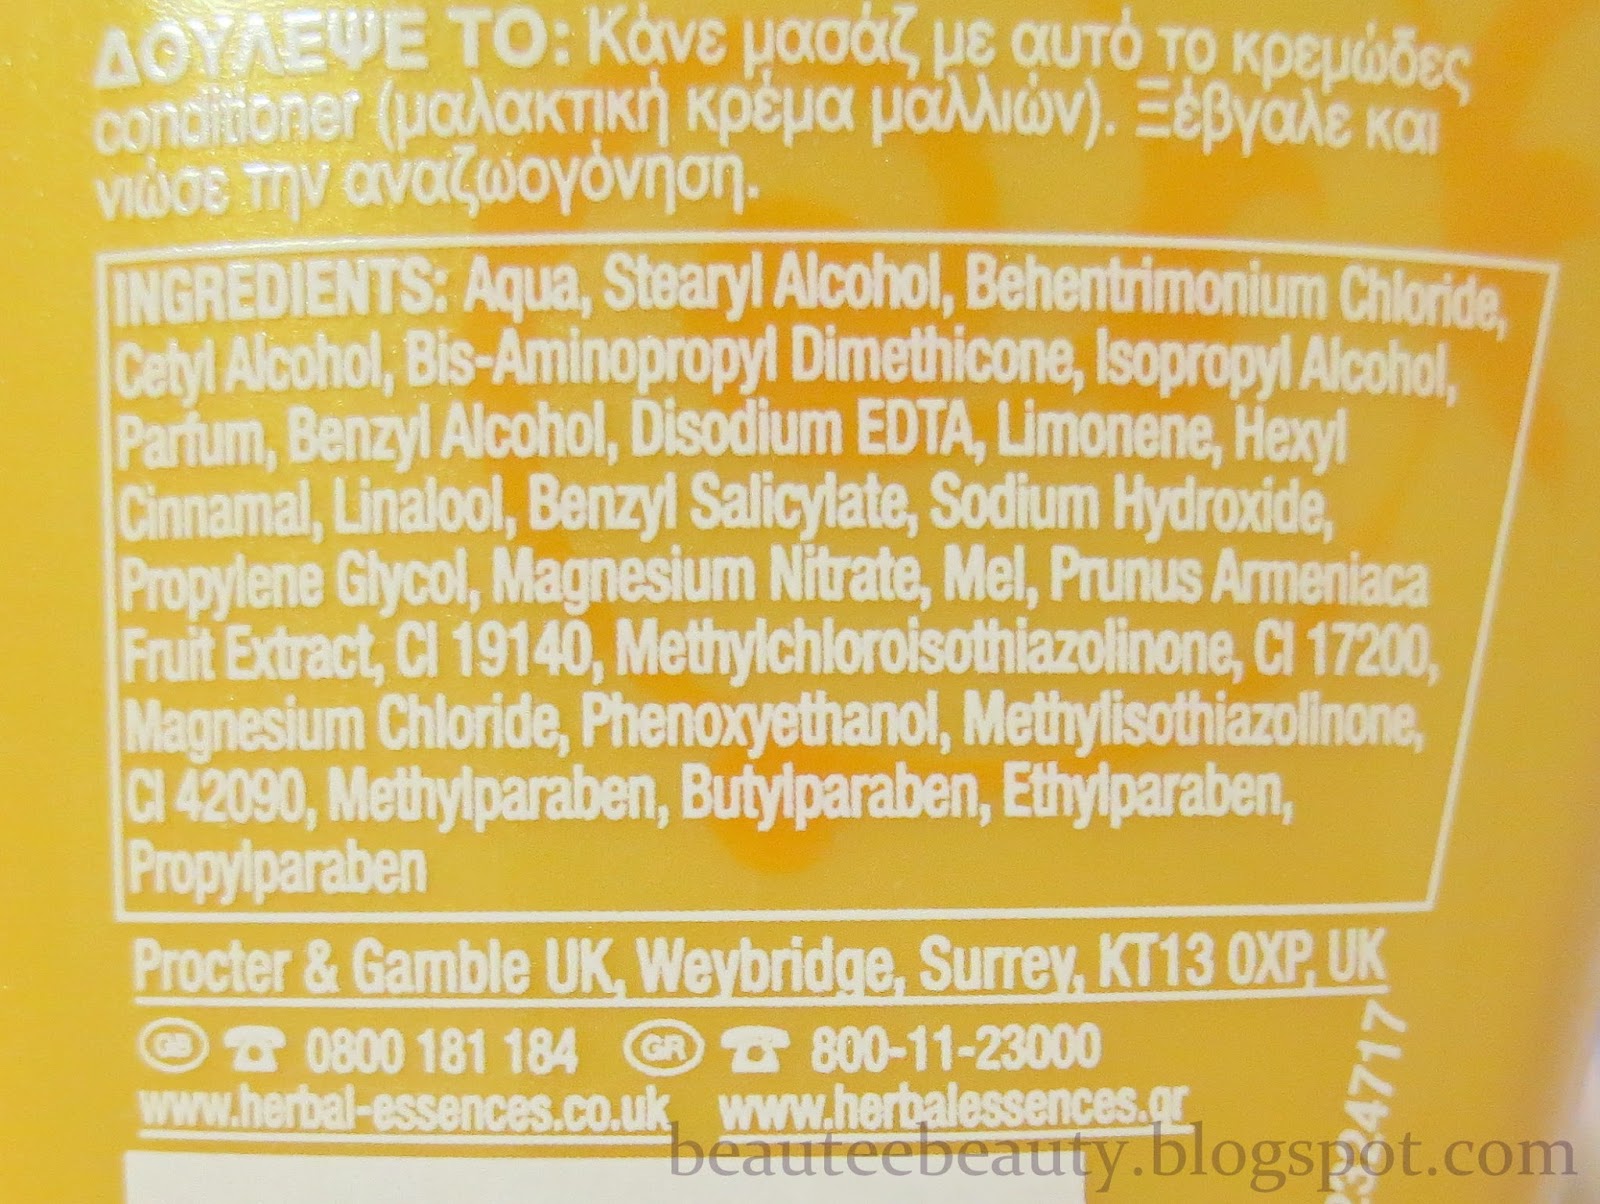 ΔΟΥΛΕΨΕ ΤΟ: Κάνε μασάζ με αυτό το κρεμώδες
conditioner (μαλακτική κρέμα μαλλιών). Ξέβγαλε και
νιώσε την αναζωογόνηση.
INGREDIENTS: Aqua, Stearyl Alcohol, Behentrimonium Chloride,
Cetyl Alcohol, Bis-Aminopropyl Dimethicone, Isopropyl Alcohol,
Parfum, Benzyl Alcohol, Disodium EDTA, Limonene, Hexyl
Cinnamal, Linalool, Benzyl Salicylate, Sodium Hydroxide,
Propylene Glycol, Magnesium Nitrate, Mel, Prunus Armeniaca
Fruit Extract, CI 19140, Methylchloroisothiazolinone, CI 17200,
Magnesium Chloride, Phenoxyethanol, Methylisothiazolinone,
CI 42090, Methylparaben, Butylparaben, Ethylparaben,
Propylparaben
Procter & Gamble UK, Weybridge, Surrey, KT13 0XP, UK
GB 0800 181 184 GR 800-11-23000
www.herbal-essences.co.uk www.herbalessences.gr
beauteebeauty.blogspot.com